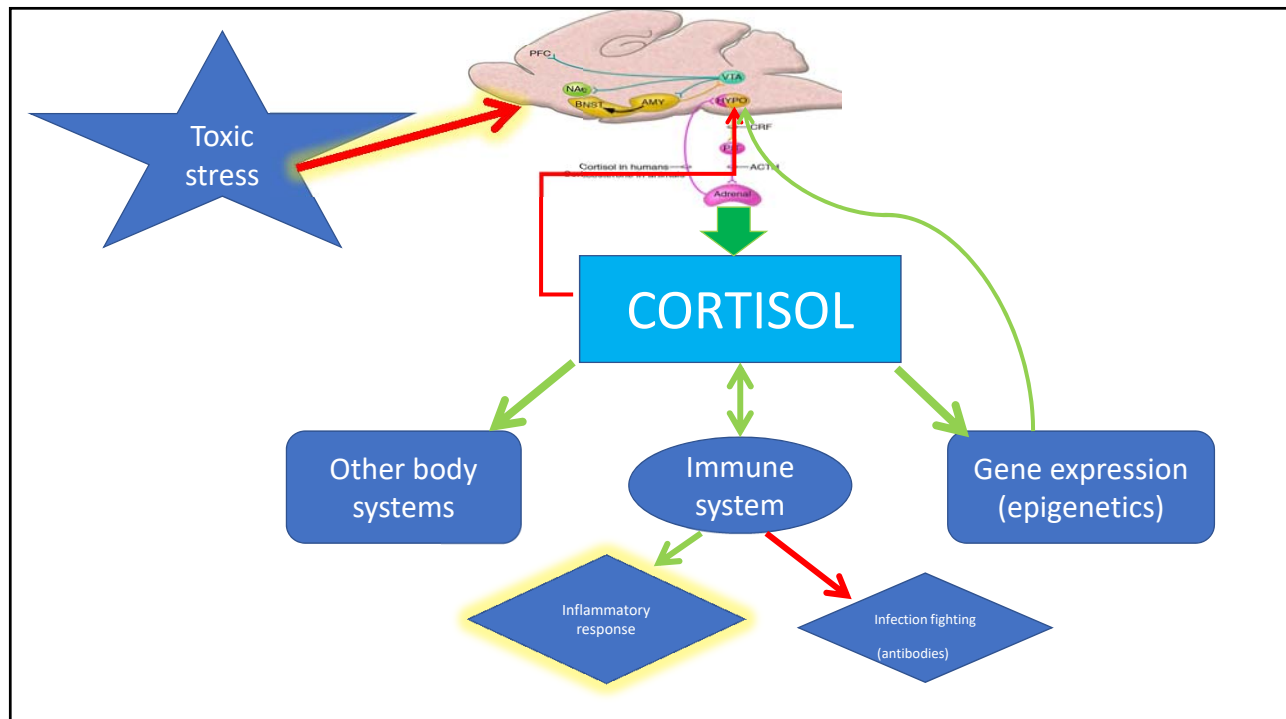 PFC
VTA
NAc
BNST
AMY
HYPO
Toxic
stress
CRF
Cortisol in humans
ACTH
Adrenal
CORTISOL
Other body
systems
Immune
system
Gene expression
(epigenetics)
Inflammatory
response
Infection fighting
(antibodies)